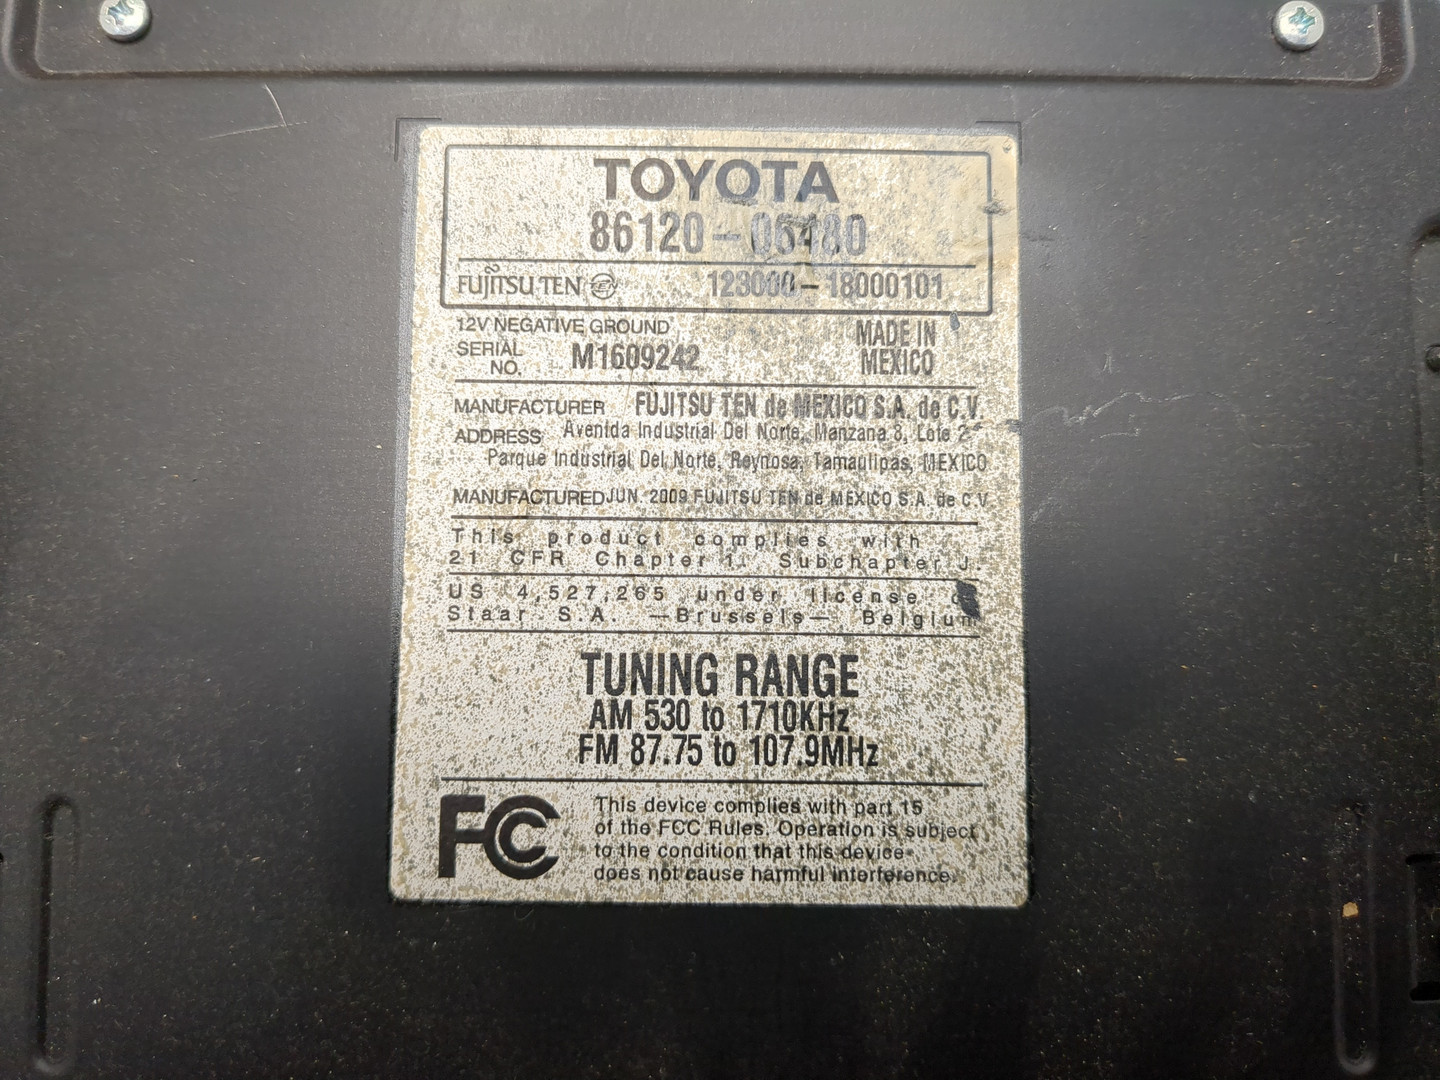 TOYOTA
86120-06480
FUJITSU TEN 123000-18000101
12V NEGATIVE GROUND
SERIAL NO. M1609242
MADE IN MEXICO
MANUFACTURER FUJITSU TEN de MEXICO S.A. de C.V.
ADDRESS Avenida Industrial Del Norte, Manzana 3, Lote 2
Parque Industrial Del Norte, Reynosa, Tamaulipas, MEXICO
MANUFACTURED JUN. 2009 FUJITSU TEN de MEXICO S.A. de C.V
This product complies with
21 CFR Chapter 1. Subchapter J.
US 4,527,265 under license
Staar S.A. —Brussels— Belgium
TUNING RANGE
AM 530 to 1710KHz
FM 87.75 to 107.9MHz
FC This device complies with part 15
of the FCC Rules. Operation is subject
to the condition that this device
does not cause harmful interference.